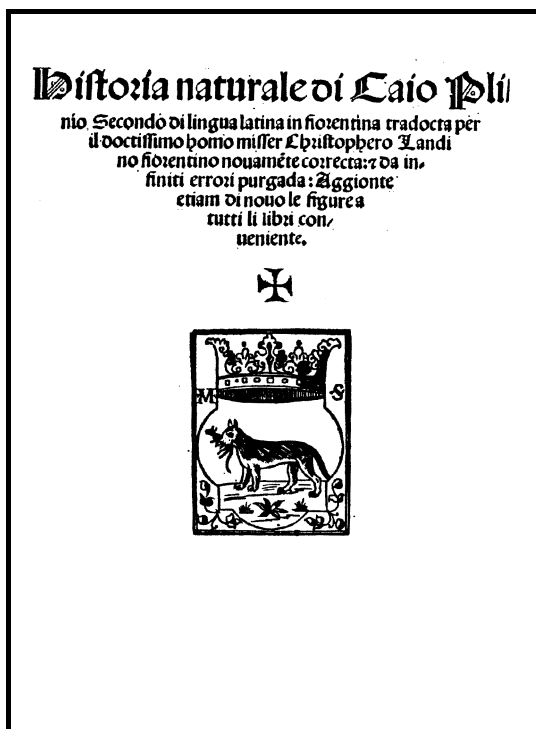 Historia naturale di Caio Pli/
nio Secondo di lingua latina in fiorentina tradocta per
il doctissimo homo misser Christophero Landi
no fiorentino nouamẽte correcta: ⁊ da in/
finiti errori purgada: Aggionte
etiam di nouo le figure a
tutti li libri con/
ueniente.
M S